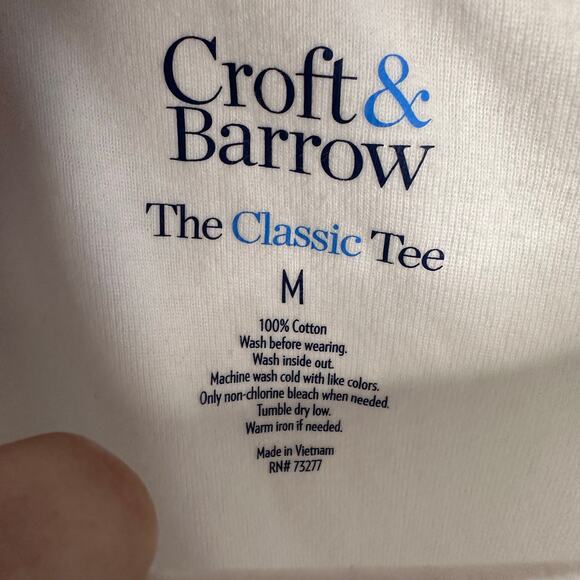 Croft &
Barrow
The Classic Tee
M
100% Cotton
Wash before wearing.
Wash inside out.
Machine wash cold with like colors.
Only non-chlorine bleach when needed.
Tumble dry low.
Warm iron if needed.
Made in Vietnam
RN# 73277